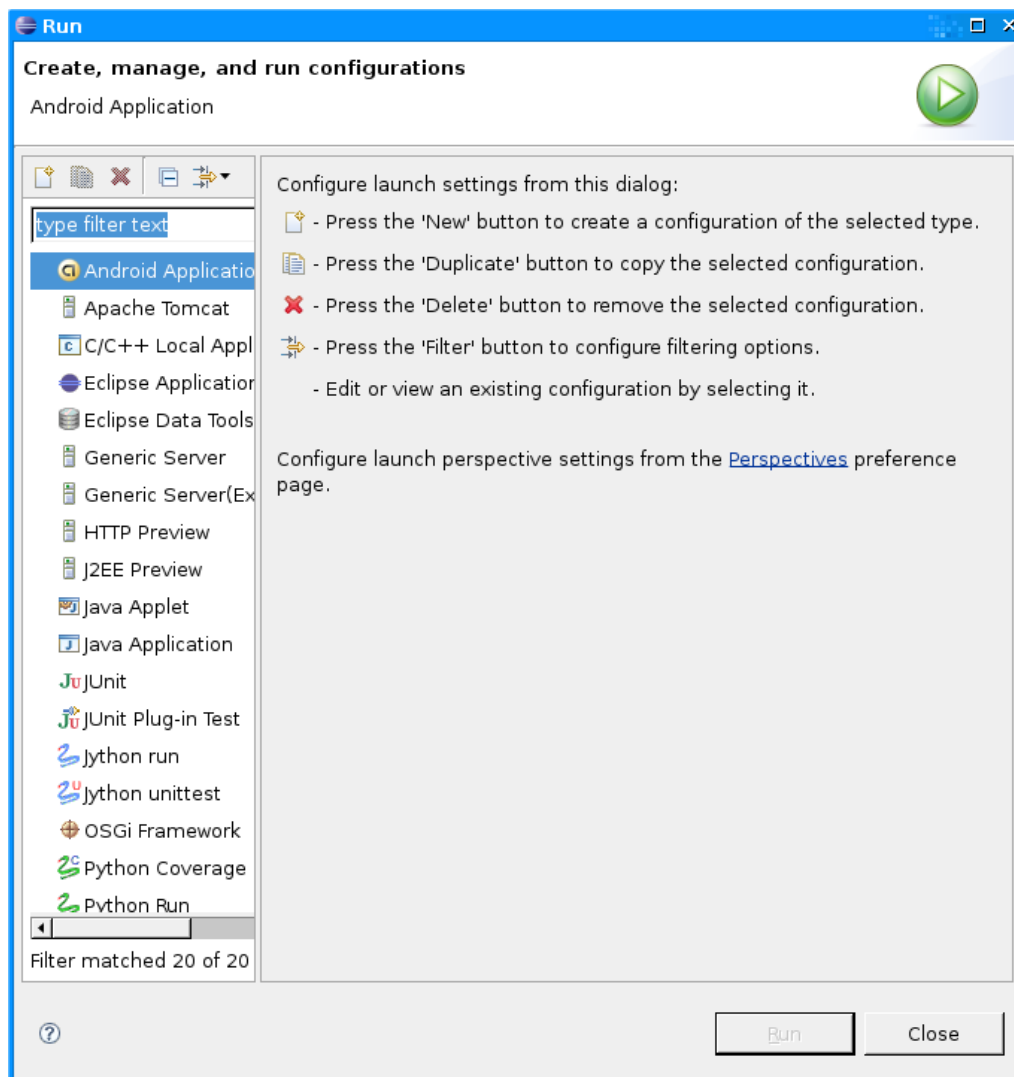 Run
Create, manage, and run configurations
Android Application
type filter text
Android Applicatio
Apache Tomcat
C/C++ Local Appl
Eclipse Application
Eclipse Data Tools
Generic Server
Generic Server(Ex
HTTP Preview
J2EE Preview
Java Applet
Java Application
JUnit
JUnit Plug-in Test
Jython run
Jython unittest
OSGi Framework
Python Coverage
Python Run
Filter matched 20 of 20
Configure launch settings from this dialog:
- Press the 'New' button to create a configuration of the selected type.
- Press the 'Duplicate' button to copy the selected configuration.
- Press the 'Delete' button to remove the selected configuration.
- Press the 'Filter' button to configure filtering options.
- Edit or view an existing configuration by selecting it.
Configure launch perspective settings from the Perspectives preference
page.
Run
Close